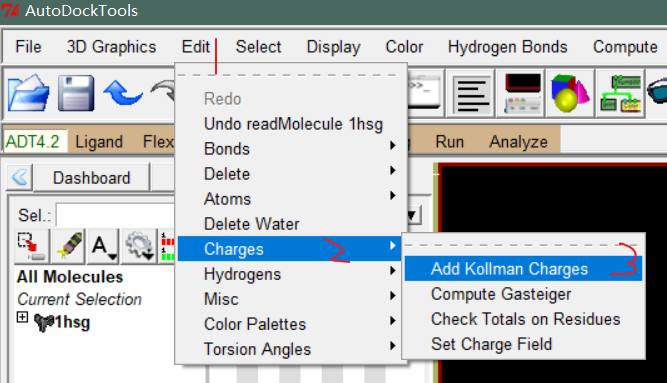 AutoDockTools
File 3D Graphics Edit Select Display Color Hydrogen Bonds Compute
Redo
Undo readMolecule 1hsg
Bonds
Delete
Atoms
Delete Water
Charges 2
Hydrogens
Misc
Color Palettes
Torsion Angles
Add Kollman Charges 3
Compute Gasteiger
Check Totals on Residues
Set Charge Field
ADT4.2 Ligand Flex Run Analyze
Dashboard
Sel.:
A
All Molecules
Current Selection
1hsg